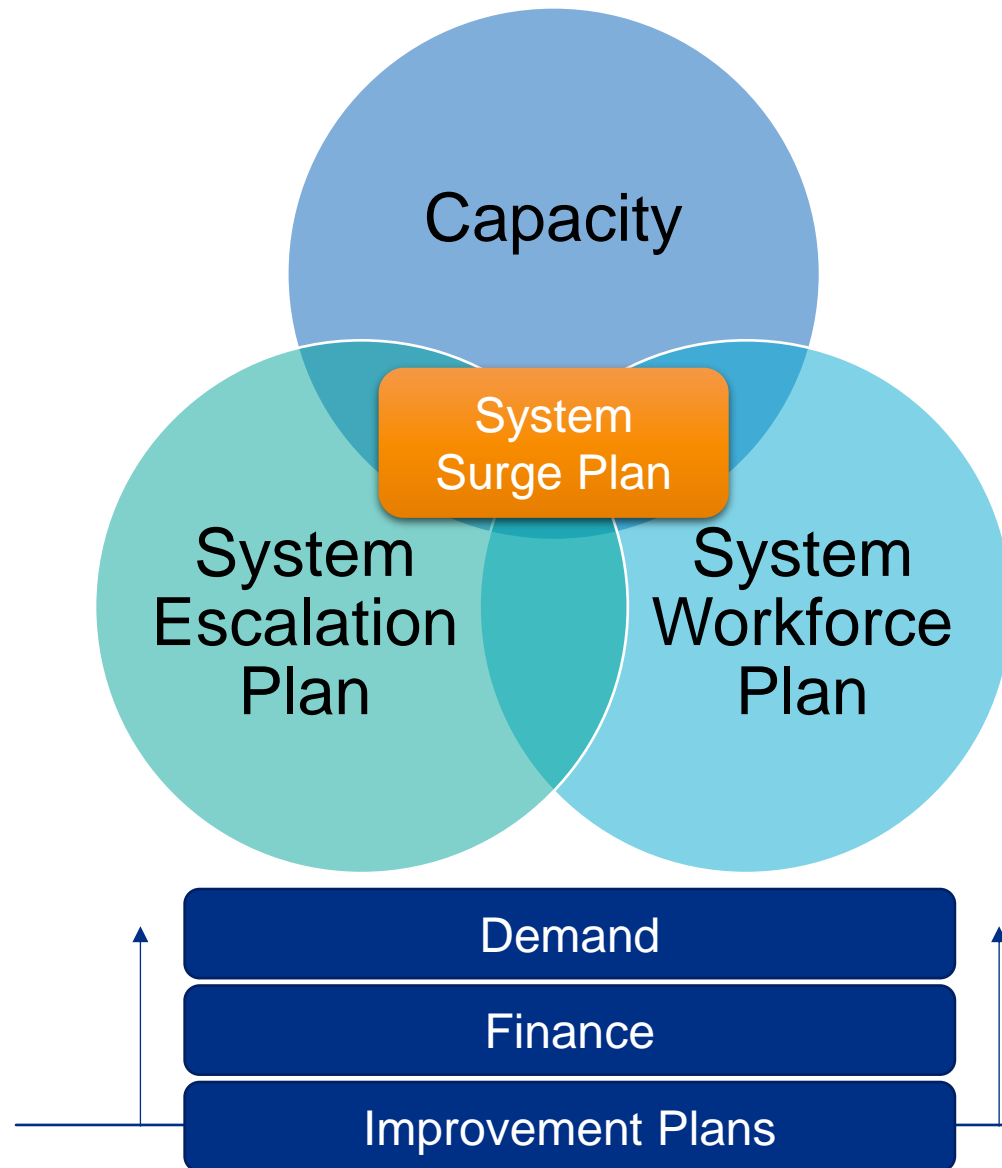 Capacity
System
Surge Plan
System
Escalation
Plan
System
Workforce
Plan
Demand
Finance
Improvement Plans